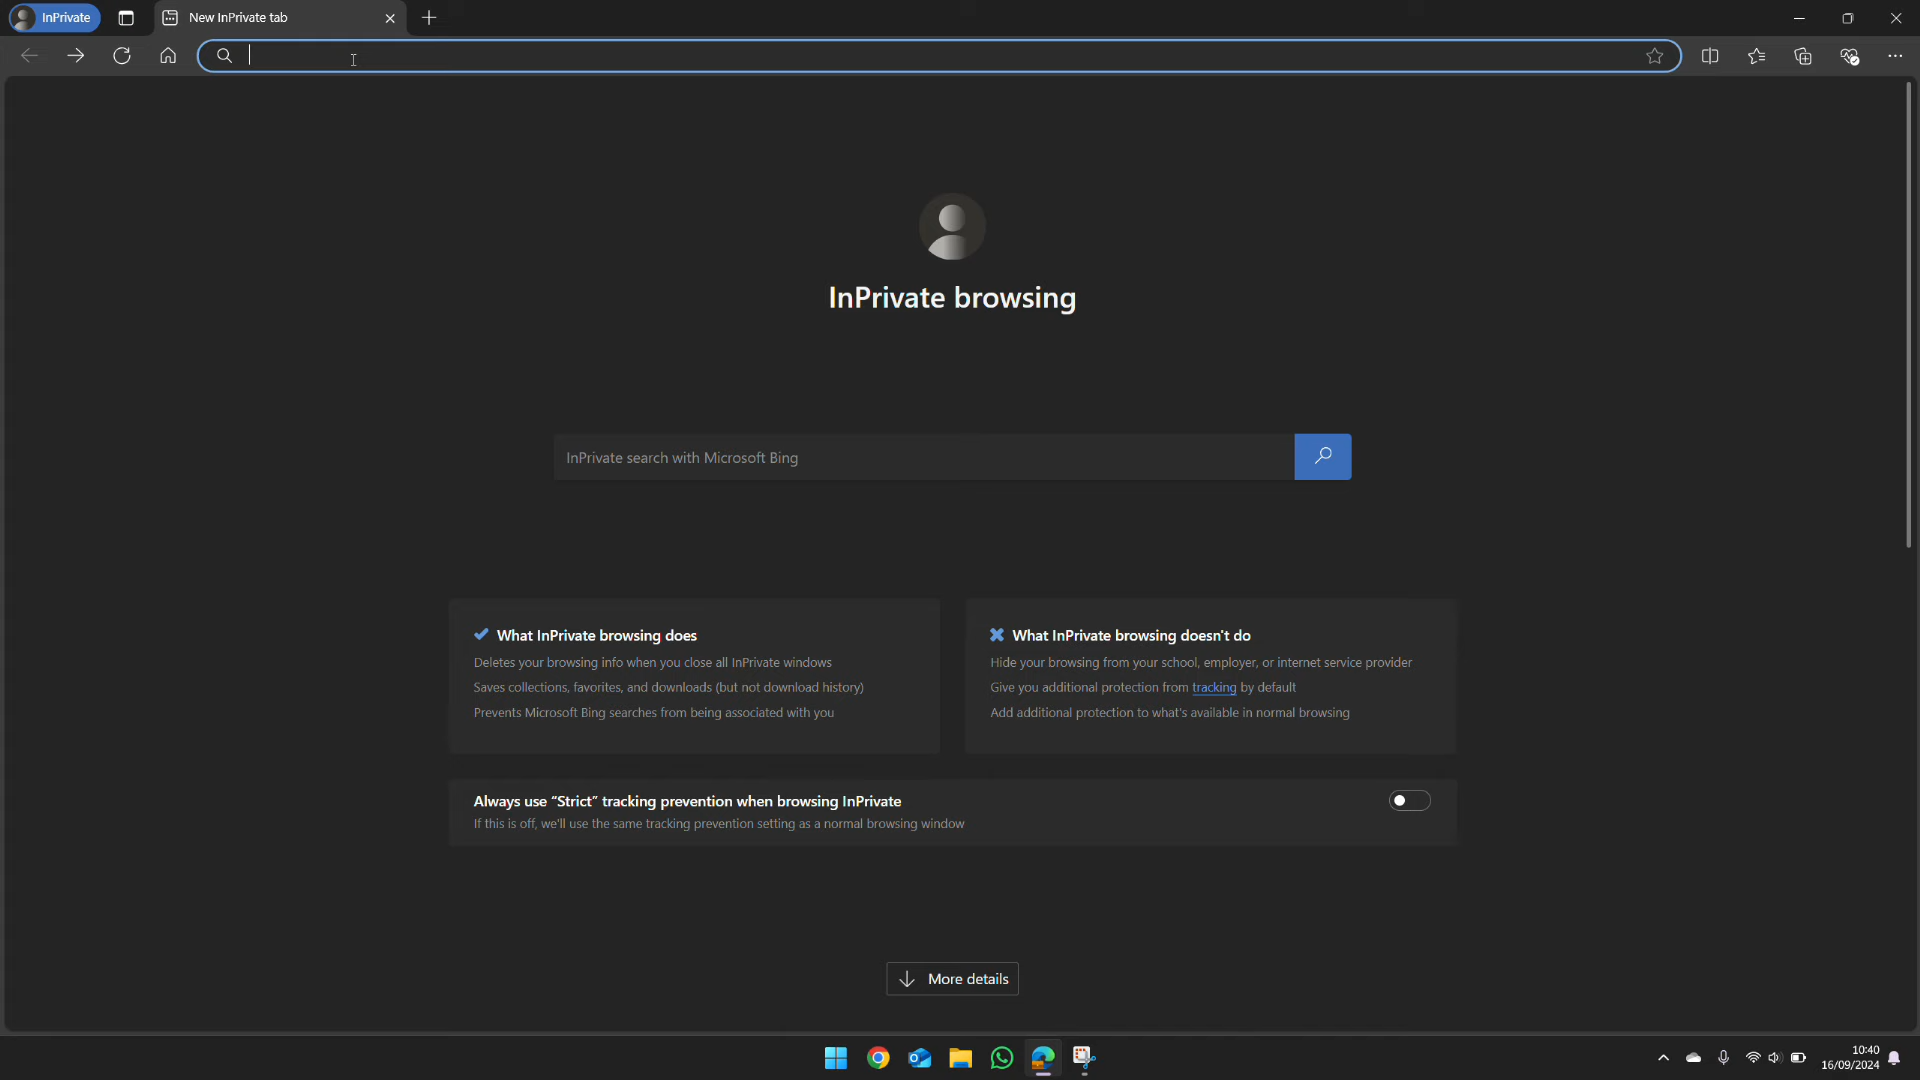 InPrivate
New InPrivate tab
InPrivate browsing
InPrivate search with Microsoft Bing
What InPrivate browsing does
Deletes your browsing info when you close all InPrivate windows
Saves collections, favorites, and downloads (but not download history)
Prevents Microsoft Bing searches from being associated with you
What InPrivate browsing doesn't do
Hide your browsing from your school, employer, or internet service provider
Give you additional protection from tracking by default
Add additional protection to what's available in normal browsing
Always use “Strict” tracking prevention when browsing InPrivate
If this is off, we'll use the same tracking prevention setting as a normal browsing window
More details
10:40
16/09/2024